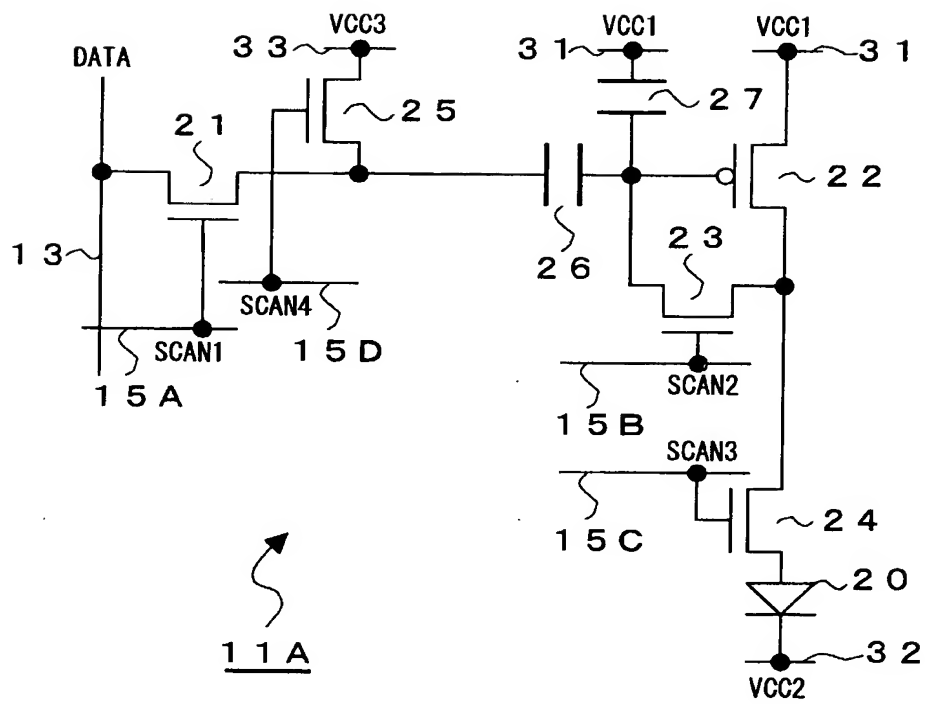 VCC3
VCC1
VCC1
33
31
31
DATA
25
27
21
22
13
26
23
SCAN4
SCAN1
15D
SCAN2
15A
15B
SCAN3
15C
24
20
11A
32
VCC2